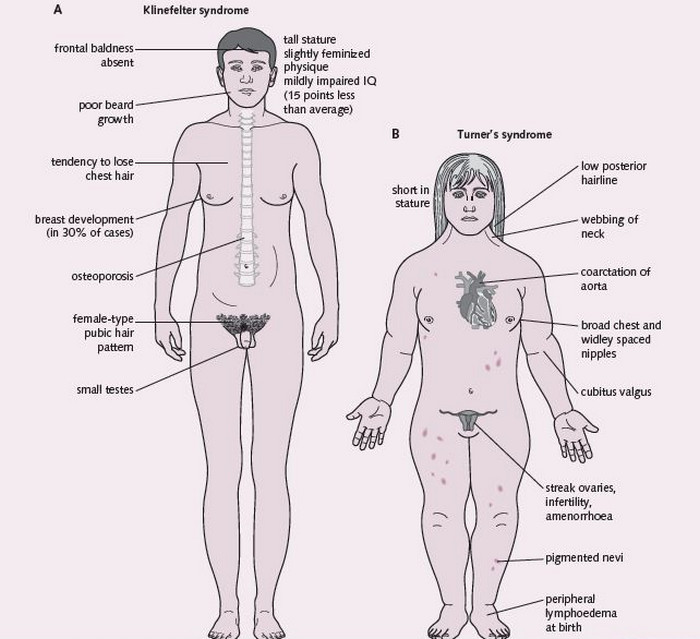 A
Klinefelter syndrome
frontal baldness
absent
tall stature
slightly feminized
physique
mildly impaired IQ
(15 points less
than average)
poor beard
growth
tendency to lose
chest hair
breast development
(in 30% of cases)
osteoporosis
female-type
pubic hair
pattern
small testes
B
Turner's syndrome
short in
stature
low posterior
hairline
webbing of
neck
coarctation of
aorta
broad chest and
widley spaced
nipples
cubitus valgus
streak ovaries,
infertility,
amenorrhoea
pigmented nevi
peripheral
lymphoedema
at birth